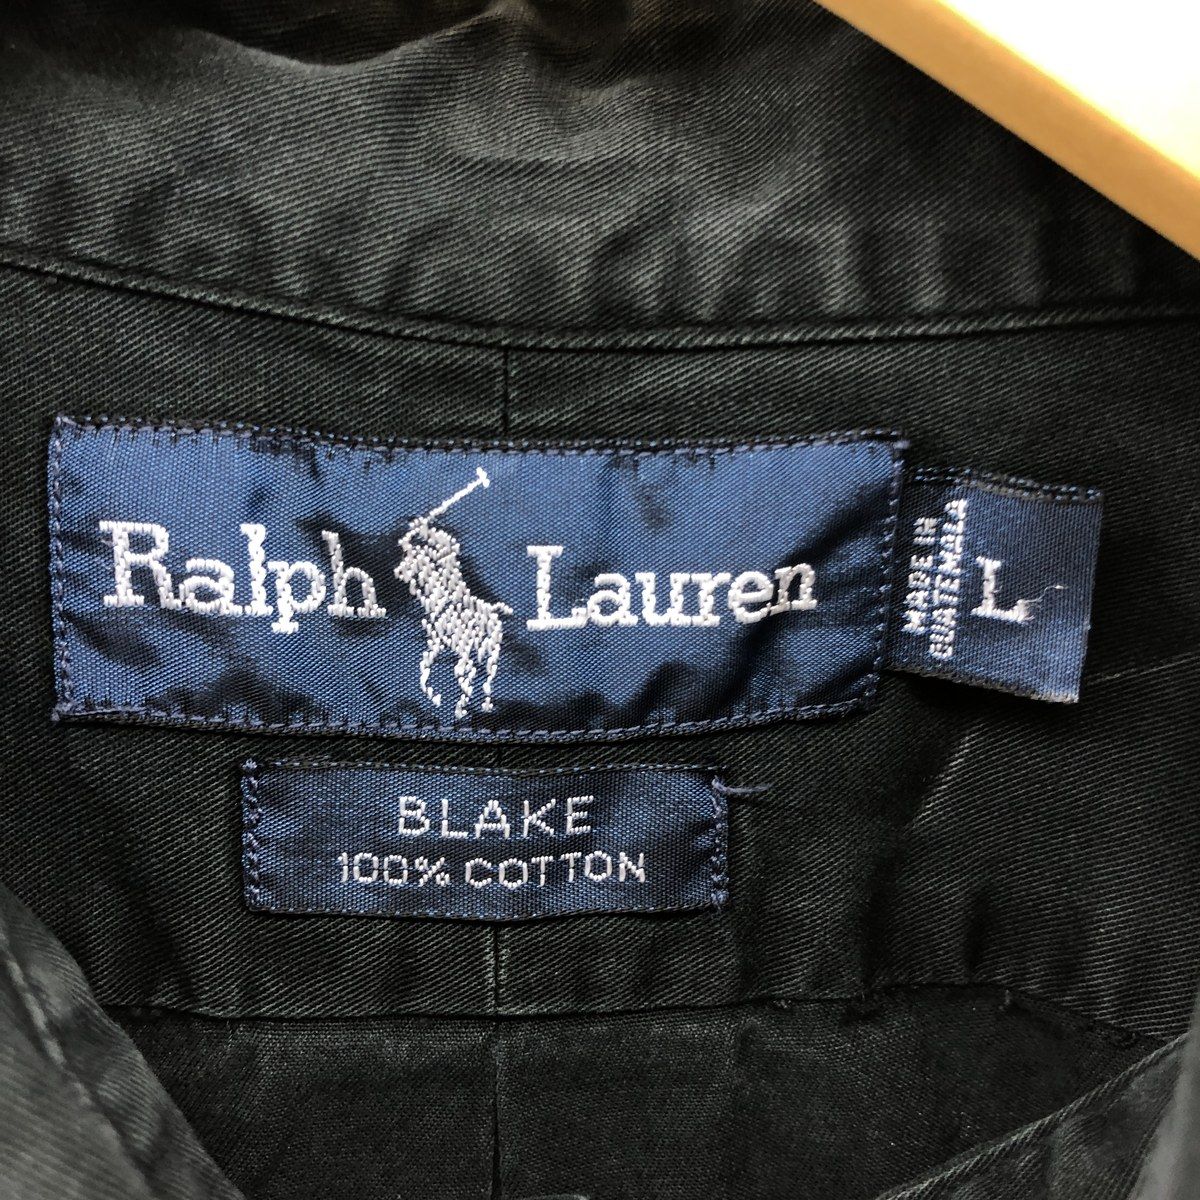 Ralph Lauren
MADE IN
GUATEMALA
L
BLAKE
100% COTTON